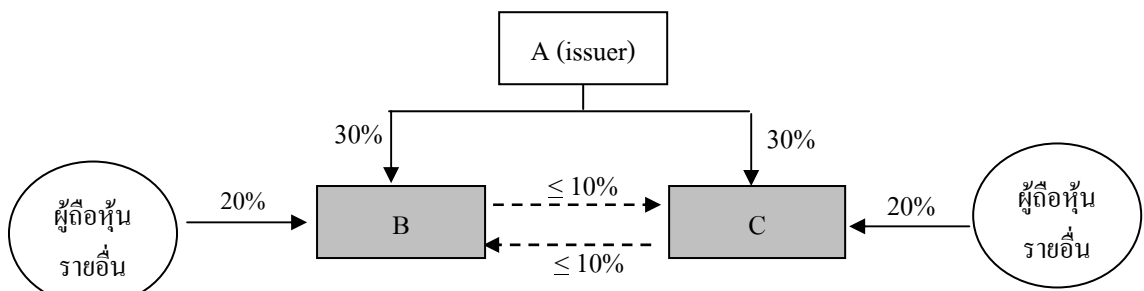 A (issuer)
30%
30%
ผู้ถือหุ้น
รายอื่น
20%
B
≤ 10%
≤ 10%
C
20%
ผู้ถือหุ้น
รายอื่น